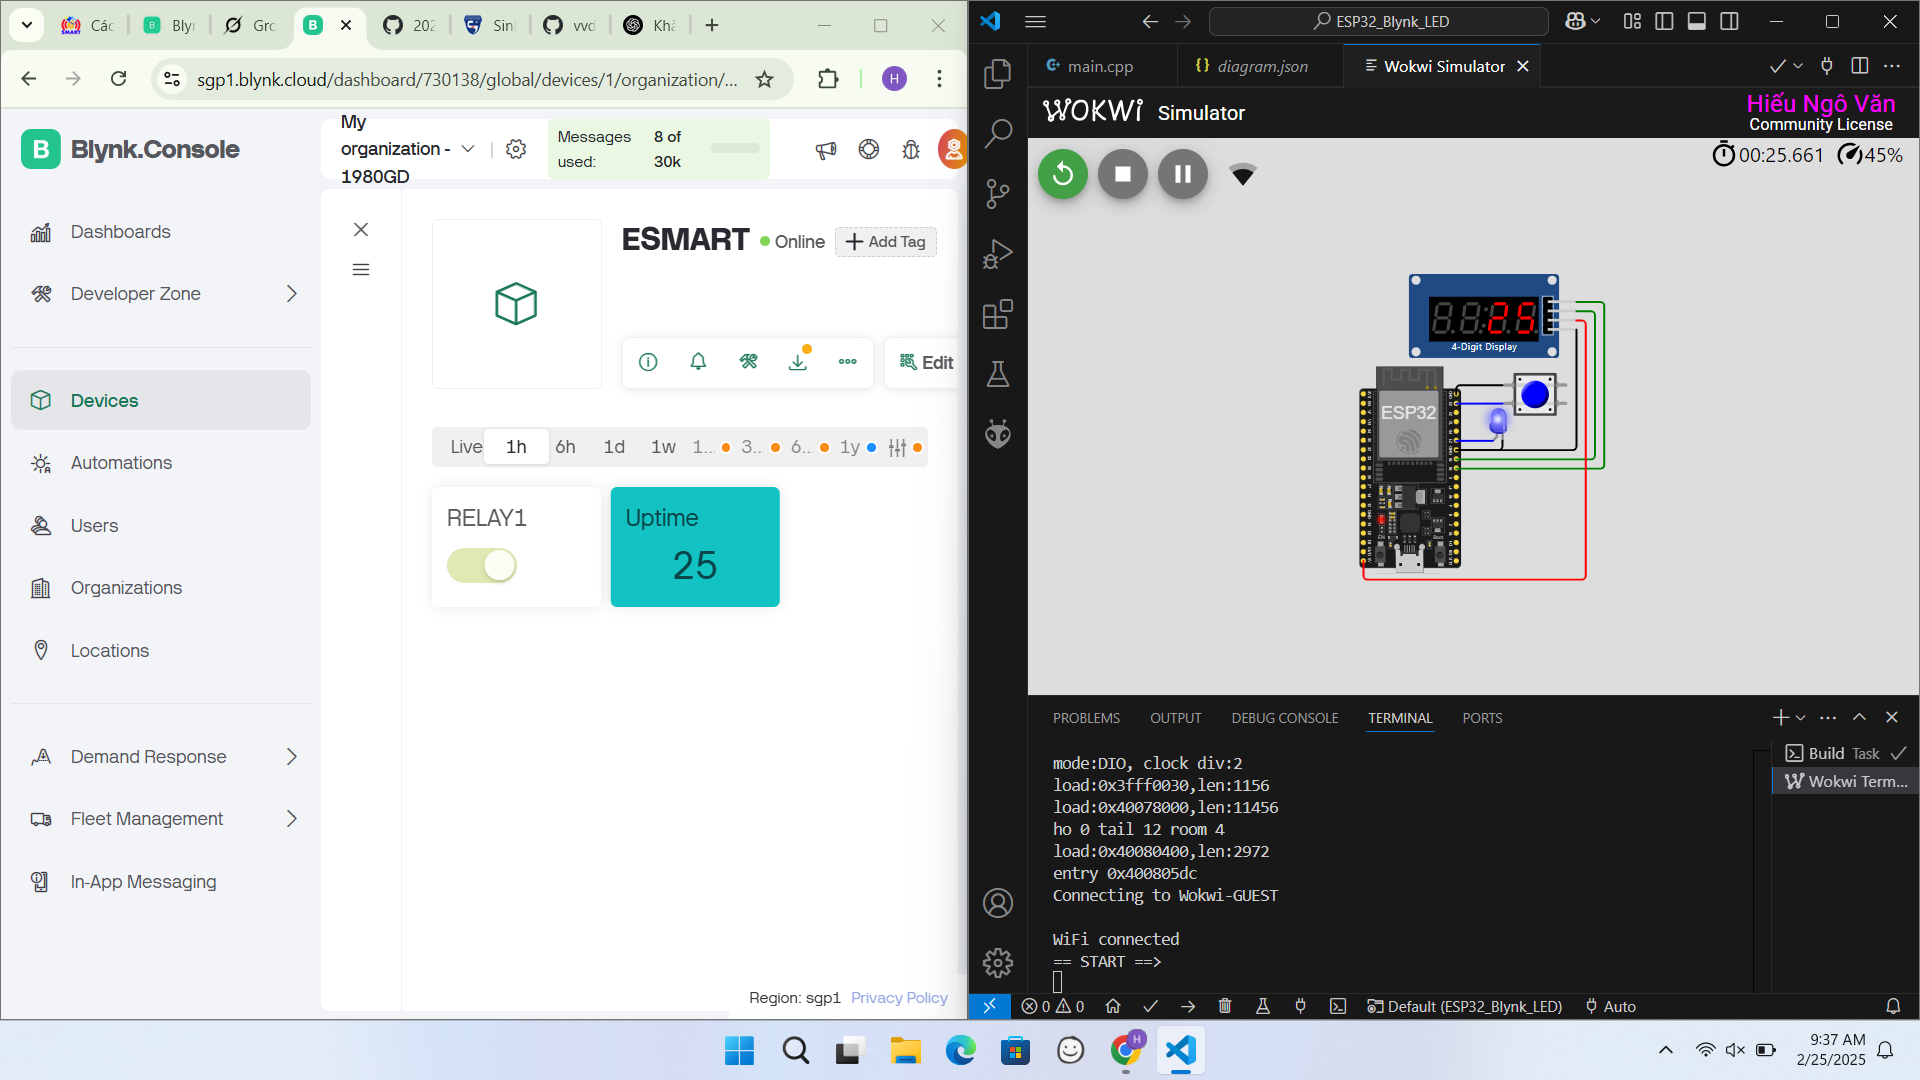 Các
Blyn
Gro
202
Sinl
vvd
Khá
sgp1.blynk.cloud/dashboard/730138/global/devices/1/organization/...
H
B
Blynk.Console
Dashboards
Developer Zone
Devices
Automations
Users
Organizations
Locations
Demand Response
Fleet Management
In-App Messaging
My
organization -
1980GD
Messages
used:
8 of
30k
ESMART
Online
Add Tag
Edit
Live
1h
6h
1d
1w
1...
3...
6...
1y
RELAY1
Uptime
25
Region: sgp1
Privacy Policy
ESP32_Blynk_LED
main.cpp
diagram.json
Wokwi Simulator
WOKWI
Simulator
Hiếu Ngô Văn
Community License
00:25.661
45%
25
4-Digit Display
ESP32
PROBLEMS
OUTPUT
DEBUG CONSOLE
TERMINAL
PORTS
mode:DIO, clock div:2
load:0x3fff0030,len:1156
load:0x40078000,len:11456
ho 0 tail 12 room 4
load:0x40080400,len:2972
entry 0x400805dc
Connecting to Wokwi-GUEST
WiFi connected
== START ==>
Build Task
Wokwi Term...
0
0
Default (ESP32_Blynk_LED)
Auto
H
9:37 AM
2/25/2025